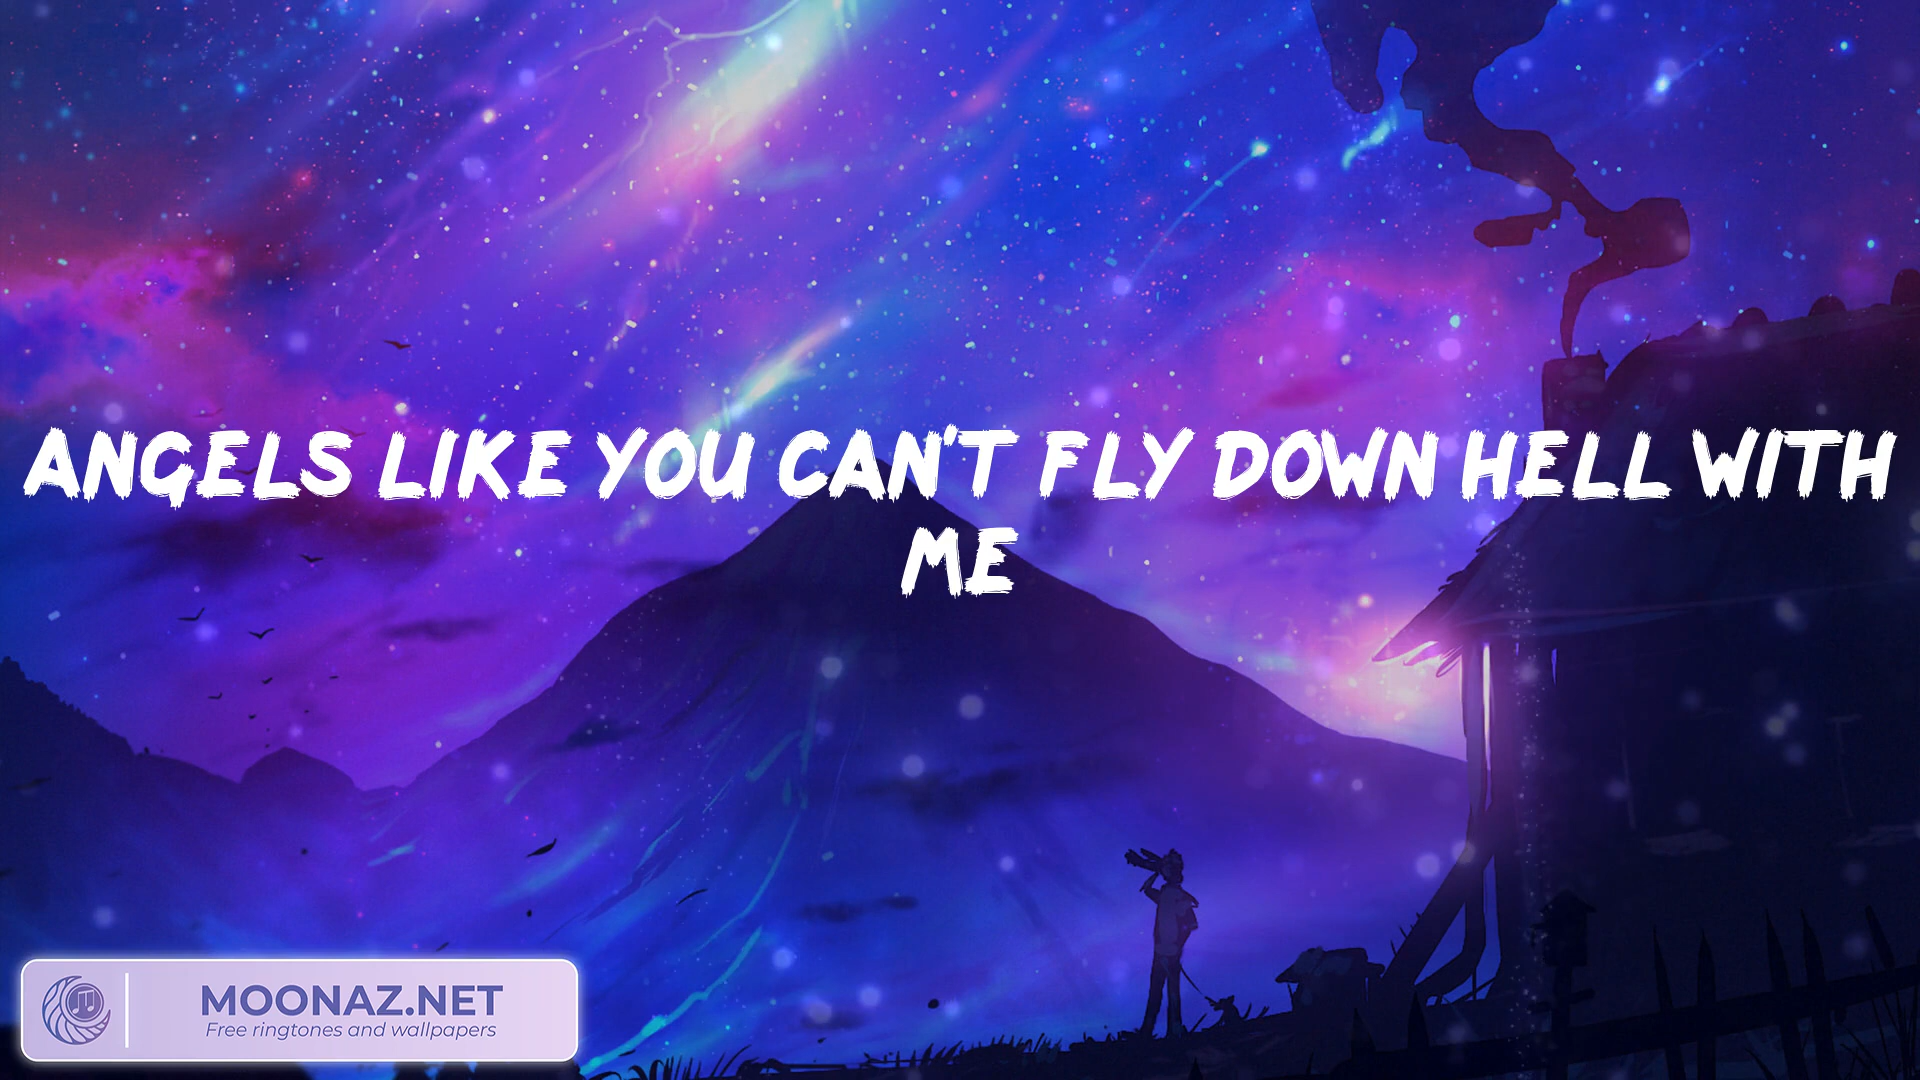 ANGELS LIKE YOU CAN'T FLY DOWN HELL WITH
ME
MOONAZ.NET
Free ringtones and wallpapers